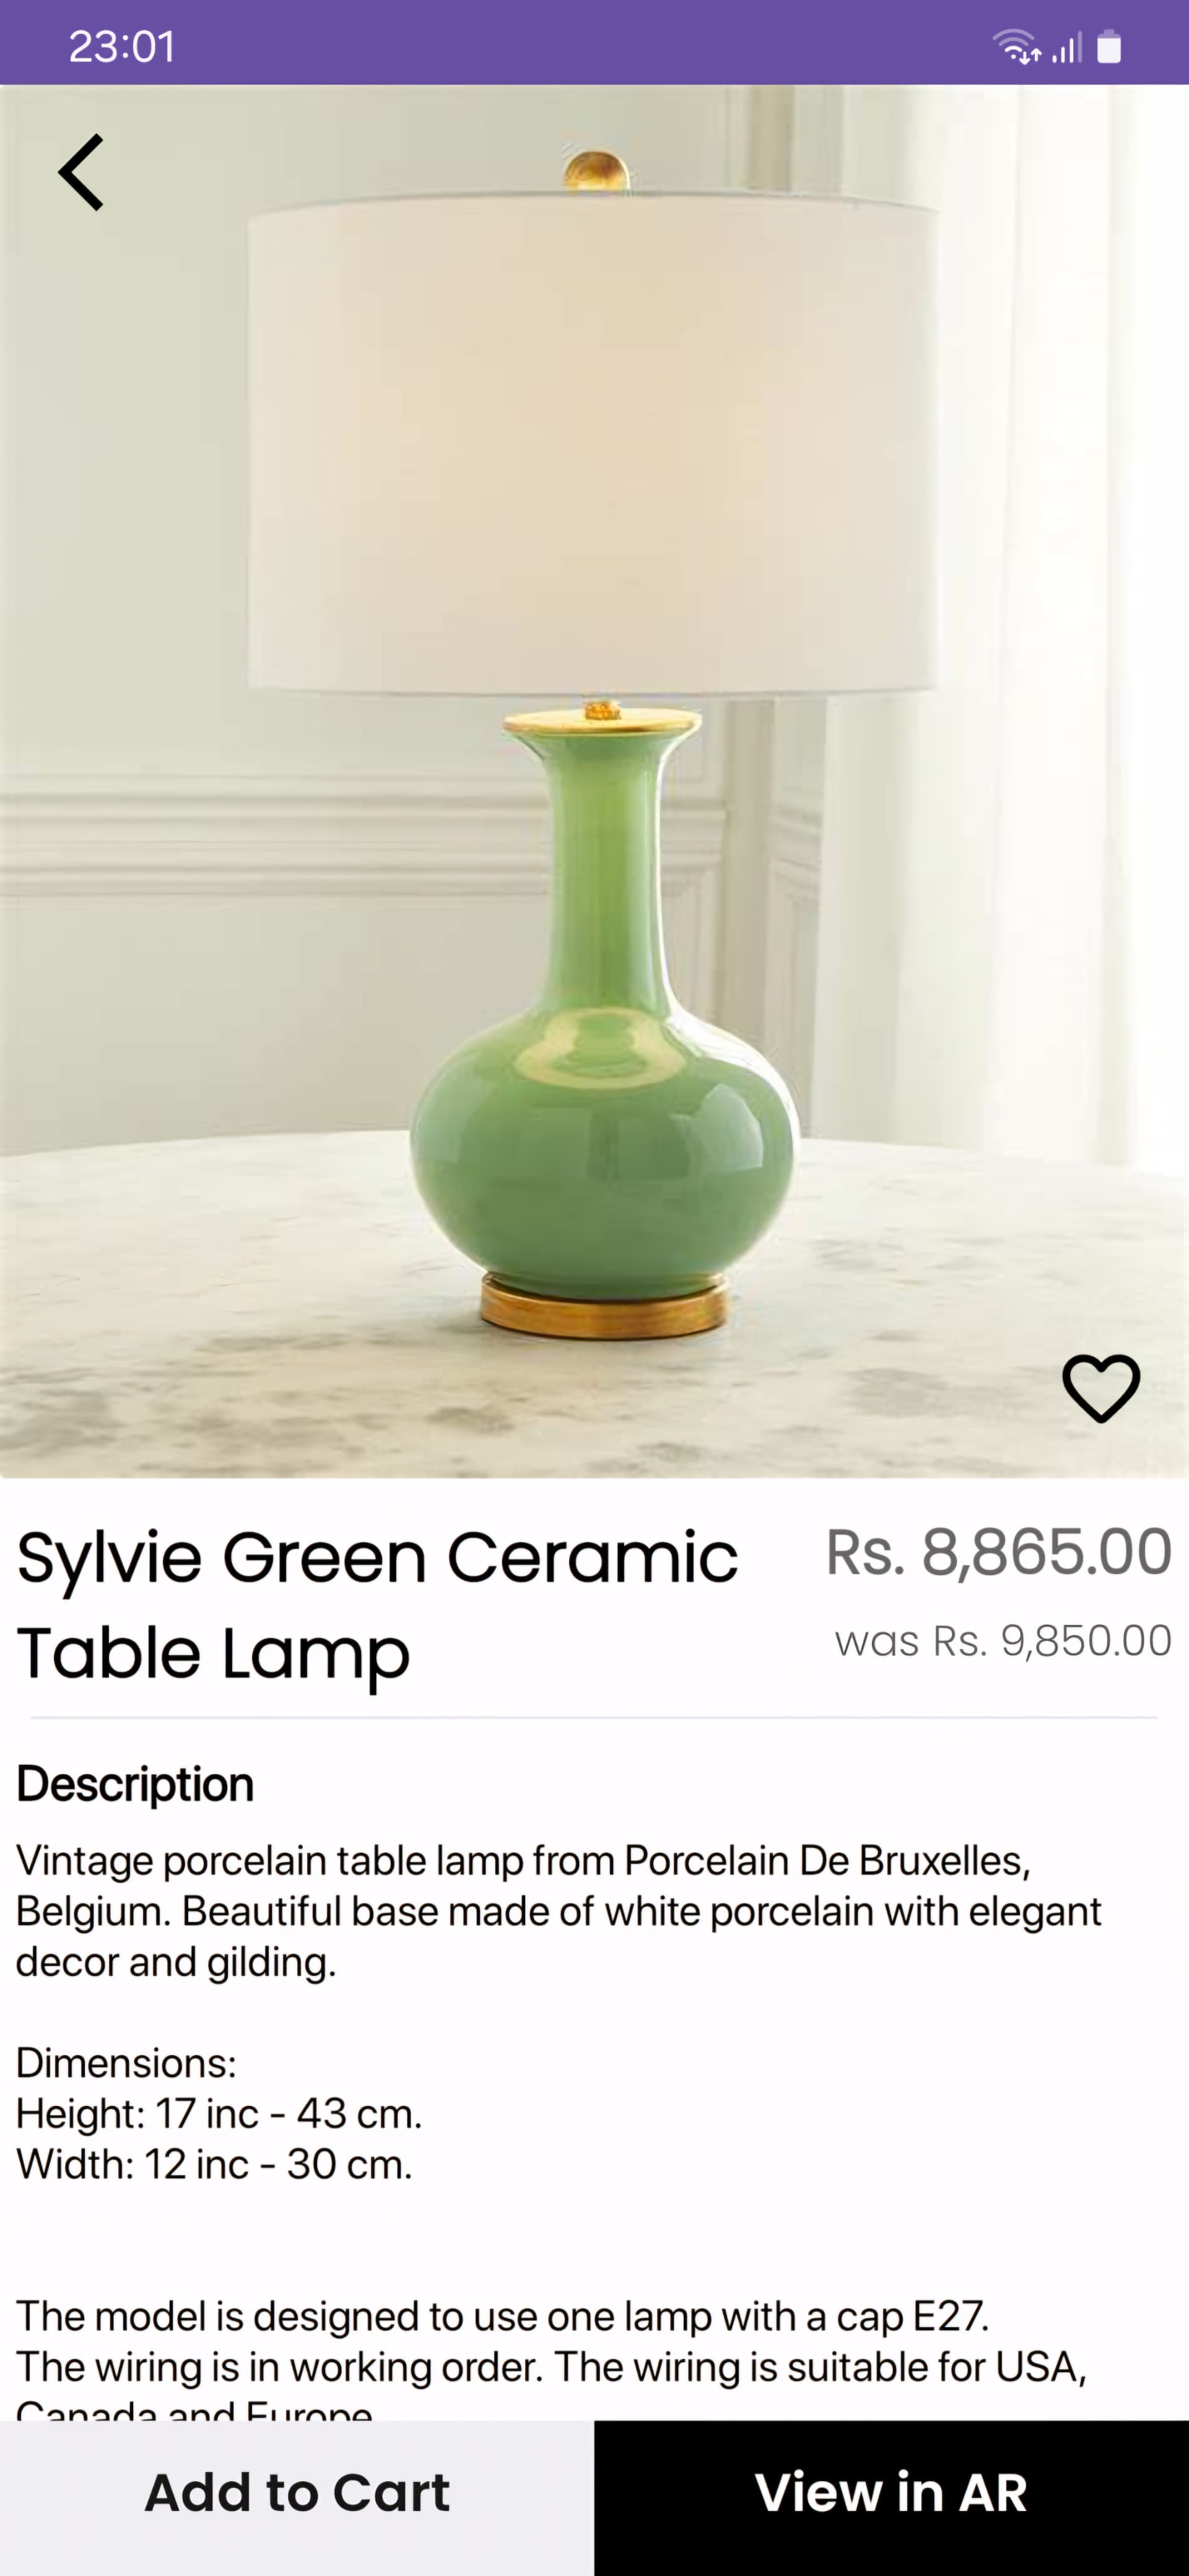 23:01
Sylvie Green Ceramic
Table Lamp
Rs. 8,865.00
was Rs. 9,850.00
Description
Vintage porcelain table lamp from Porcelain De Bruxelles,
Belgium. Beautiful base made of white porcelain with elegant
decor and gilding.
Dimensions:
Height: 17 inc - 43 cm.
Width: 12 inc - 30 cm.
The model is designed to use one lamp with a cap E27.
The wiring is in working order. The wiring is suitable for USA,
Canada and Europe
Add to Cart
View in AR